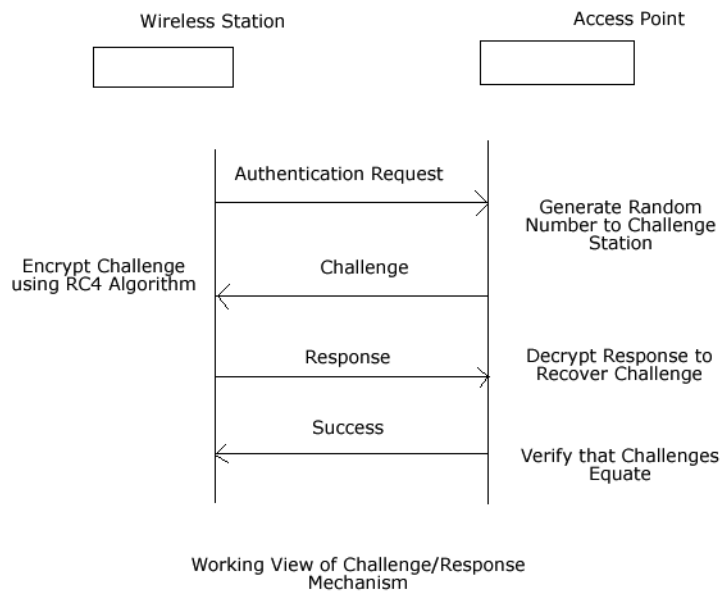 Wireless Station
Access Point
Authentication Request
Generate Random
Number to Challenge
Station
Encrypt Challenge
using RC4 Algorithm
Challenge
Response
Decrypt Response to
Recover Challenge
Success
Verify that Challenges
Equate
Working View of Challenge/Response
Mechanism